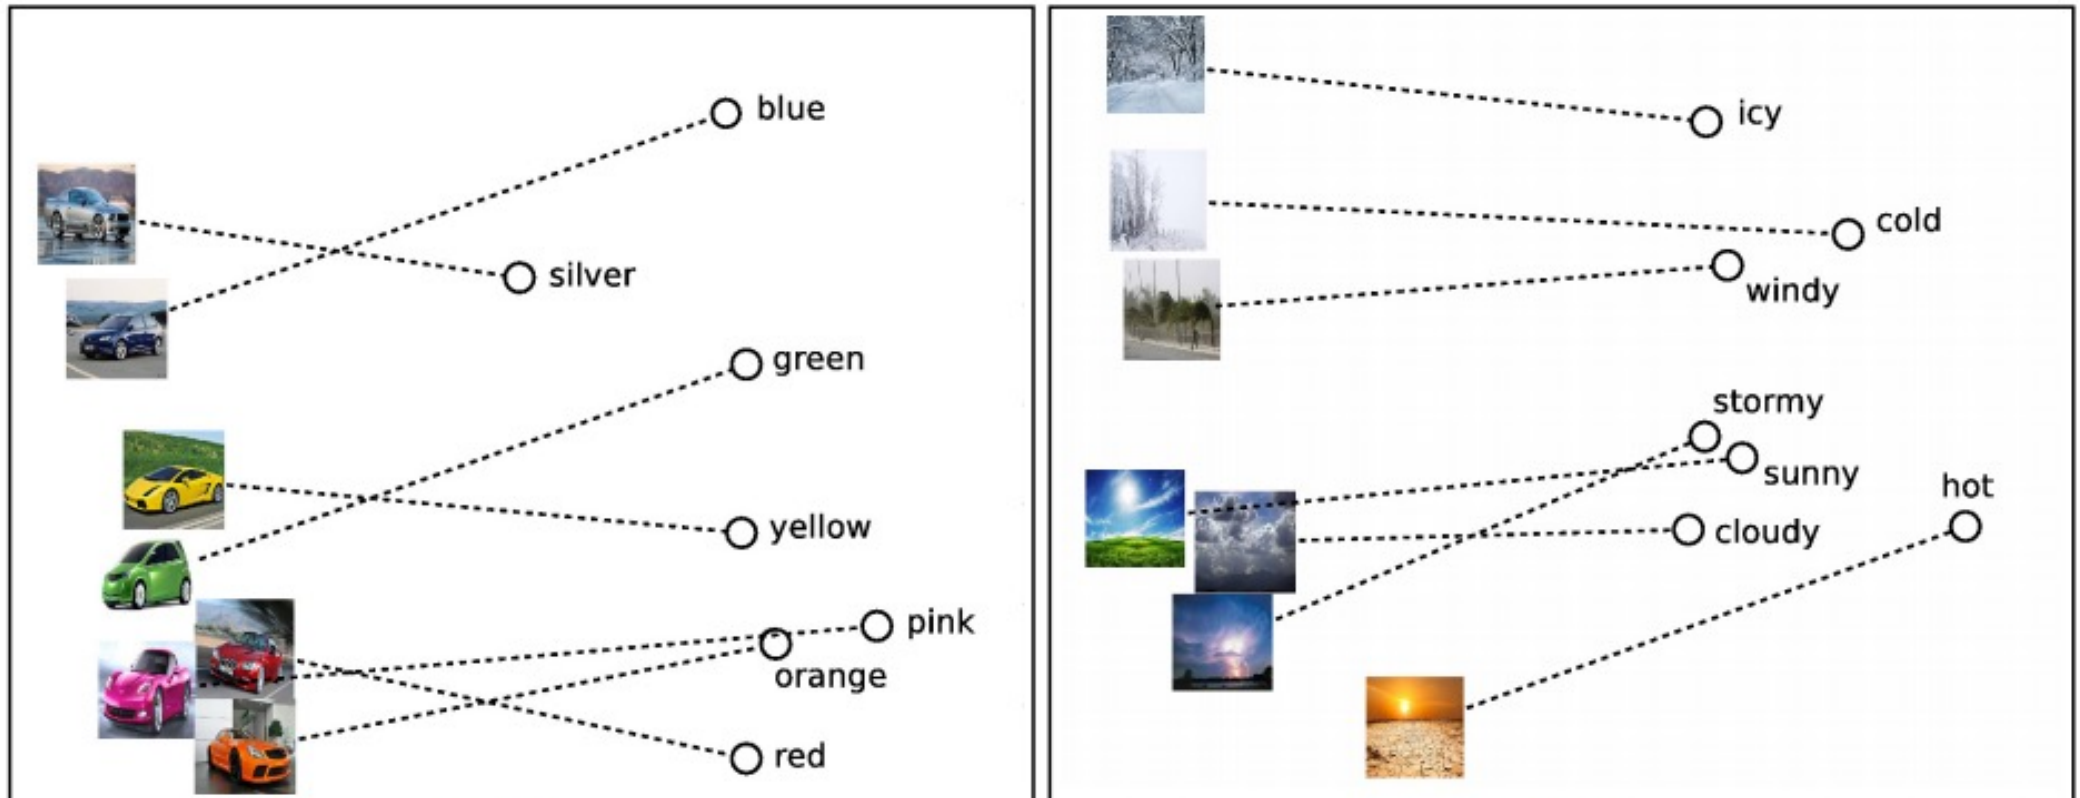 blue
silver
green
yellow
pink
orange
red
icy
cold
windy
stormy
sunny
hot
cloudy